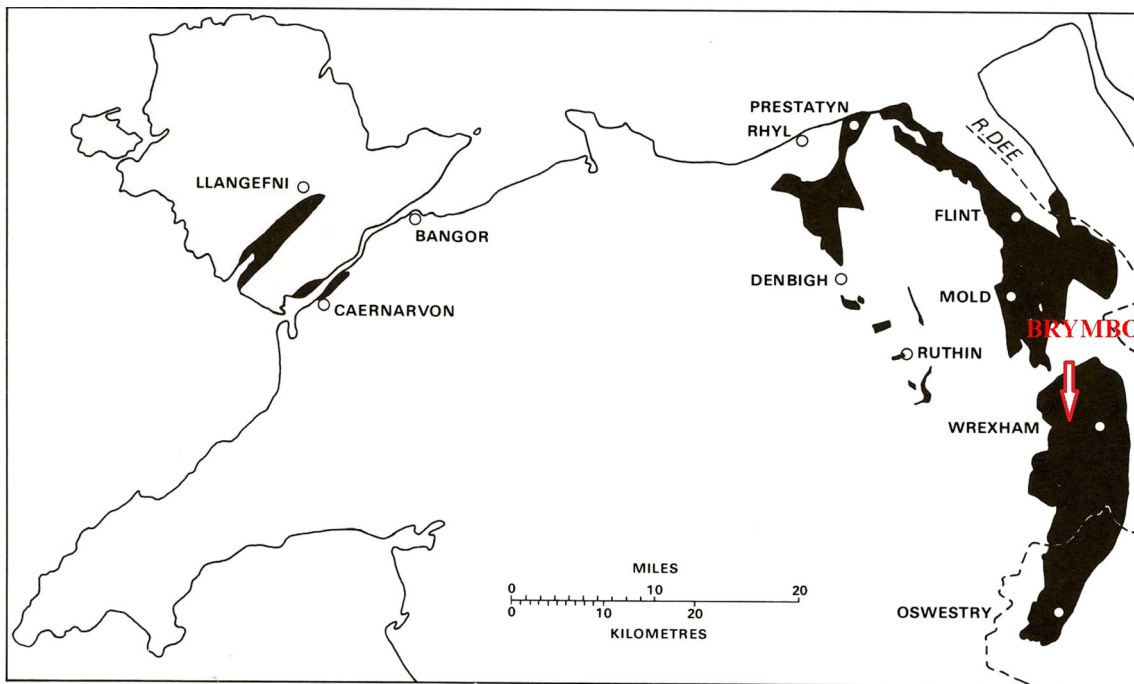 PRESTATYN
RHYL
R.DEE
LLANGEFNI
FLINT
BANGOR
DENBIGH
MOLD
CAERNARVON
BRYMBO
RUTHIN
WREXHAM
MILES
0 10 20
0 10 20
KILOMETRES
OSWESTRY